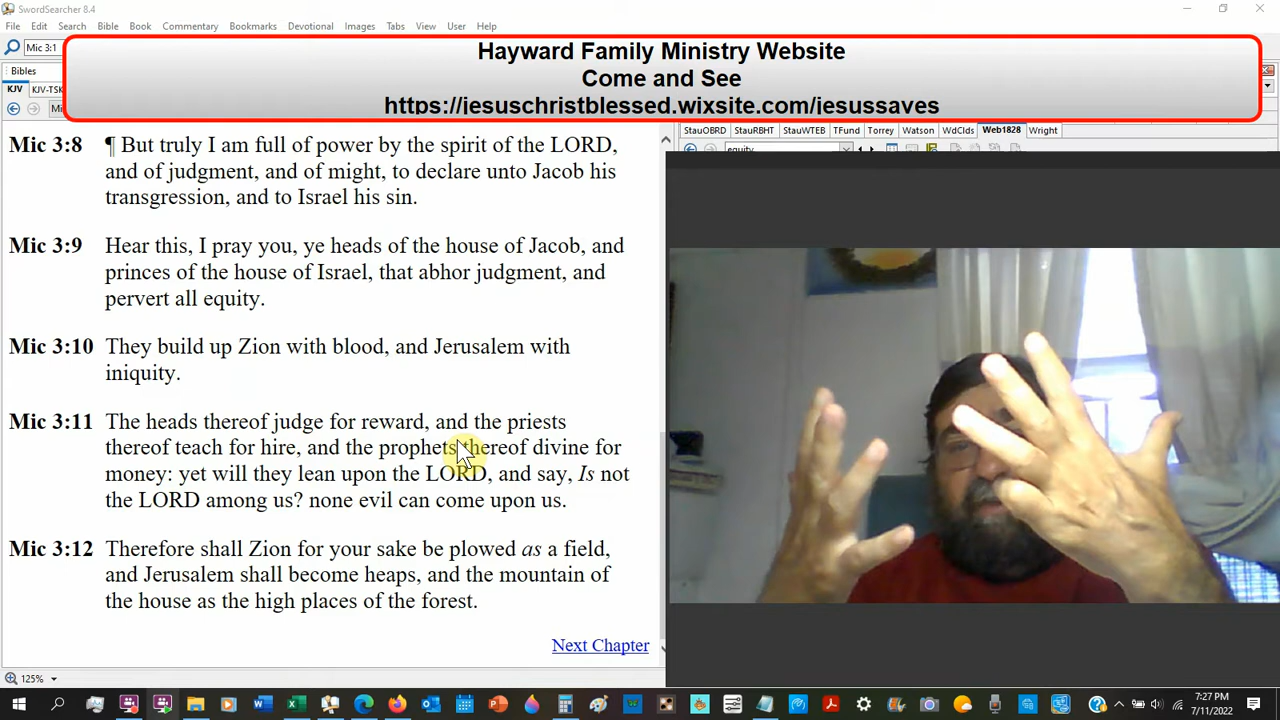 SwordSearcher 8.4
File Edit Search Bible Book Commentary Bookmarks Devotional Images Tabs View User Help
Mic 3:1
Hayward Family Ministry Website
Come and See
https://jesuschristblessed.wixsite.com/jesussaves
Bibles
KJV KJV-TSK
StauOBRD StauRBHT StauWTEB TFund Torrey Watson WdClds Web1828 Wright
equity
Mic 3:8 ¶ But truly I am full of power by the spirit of the LORD,
and of judgment, and of might, to declare unto Jacob his
transgression, and to Israel his sin.
Mic 3:9 Hear this, I pray you, ye heads of the house of Jacob, and
princes of the house of Israel, that abhor judgment, and
pervert all equity.
Mic 3:10 They build up Zion with blood, and Jerusalem with
iniquity.
Mic 3:11 The heads thereof judge for reward, and the priests
thereof teach for hire, and the prophets thereof divine for
money: yet will they lean upon the LORD, and say, Is not
the LORD among us? none evil can come upon us.
Mic 3:12 Therefore shall Zion for your sake be plowed as a field,
and Jerusalem shall become heaps, and the mountain of
the house as the high places of the forest.
Next Chapter
125%
7:27 PM
7/11/2022